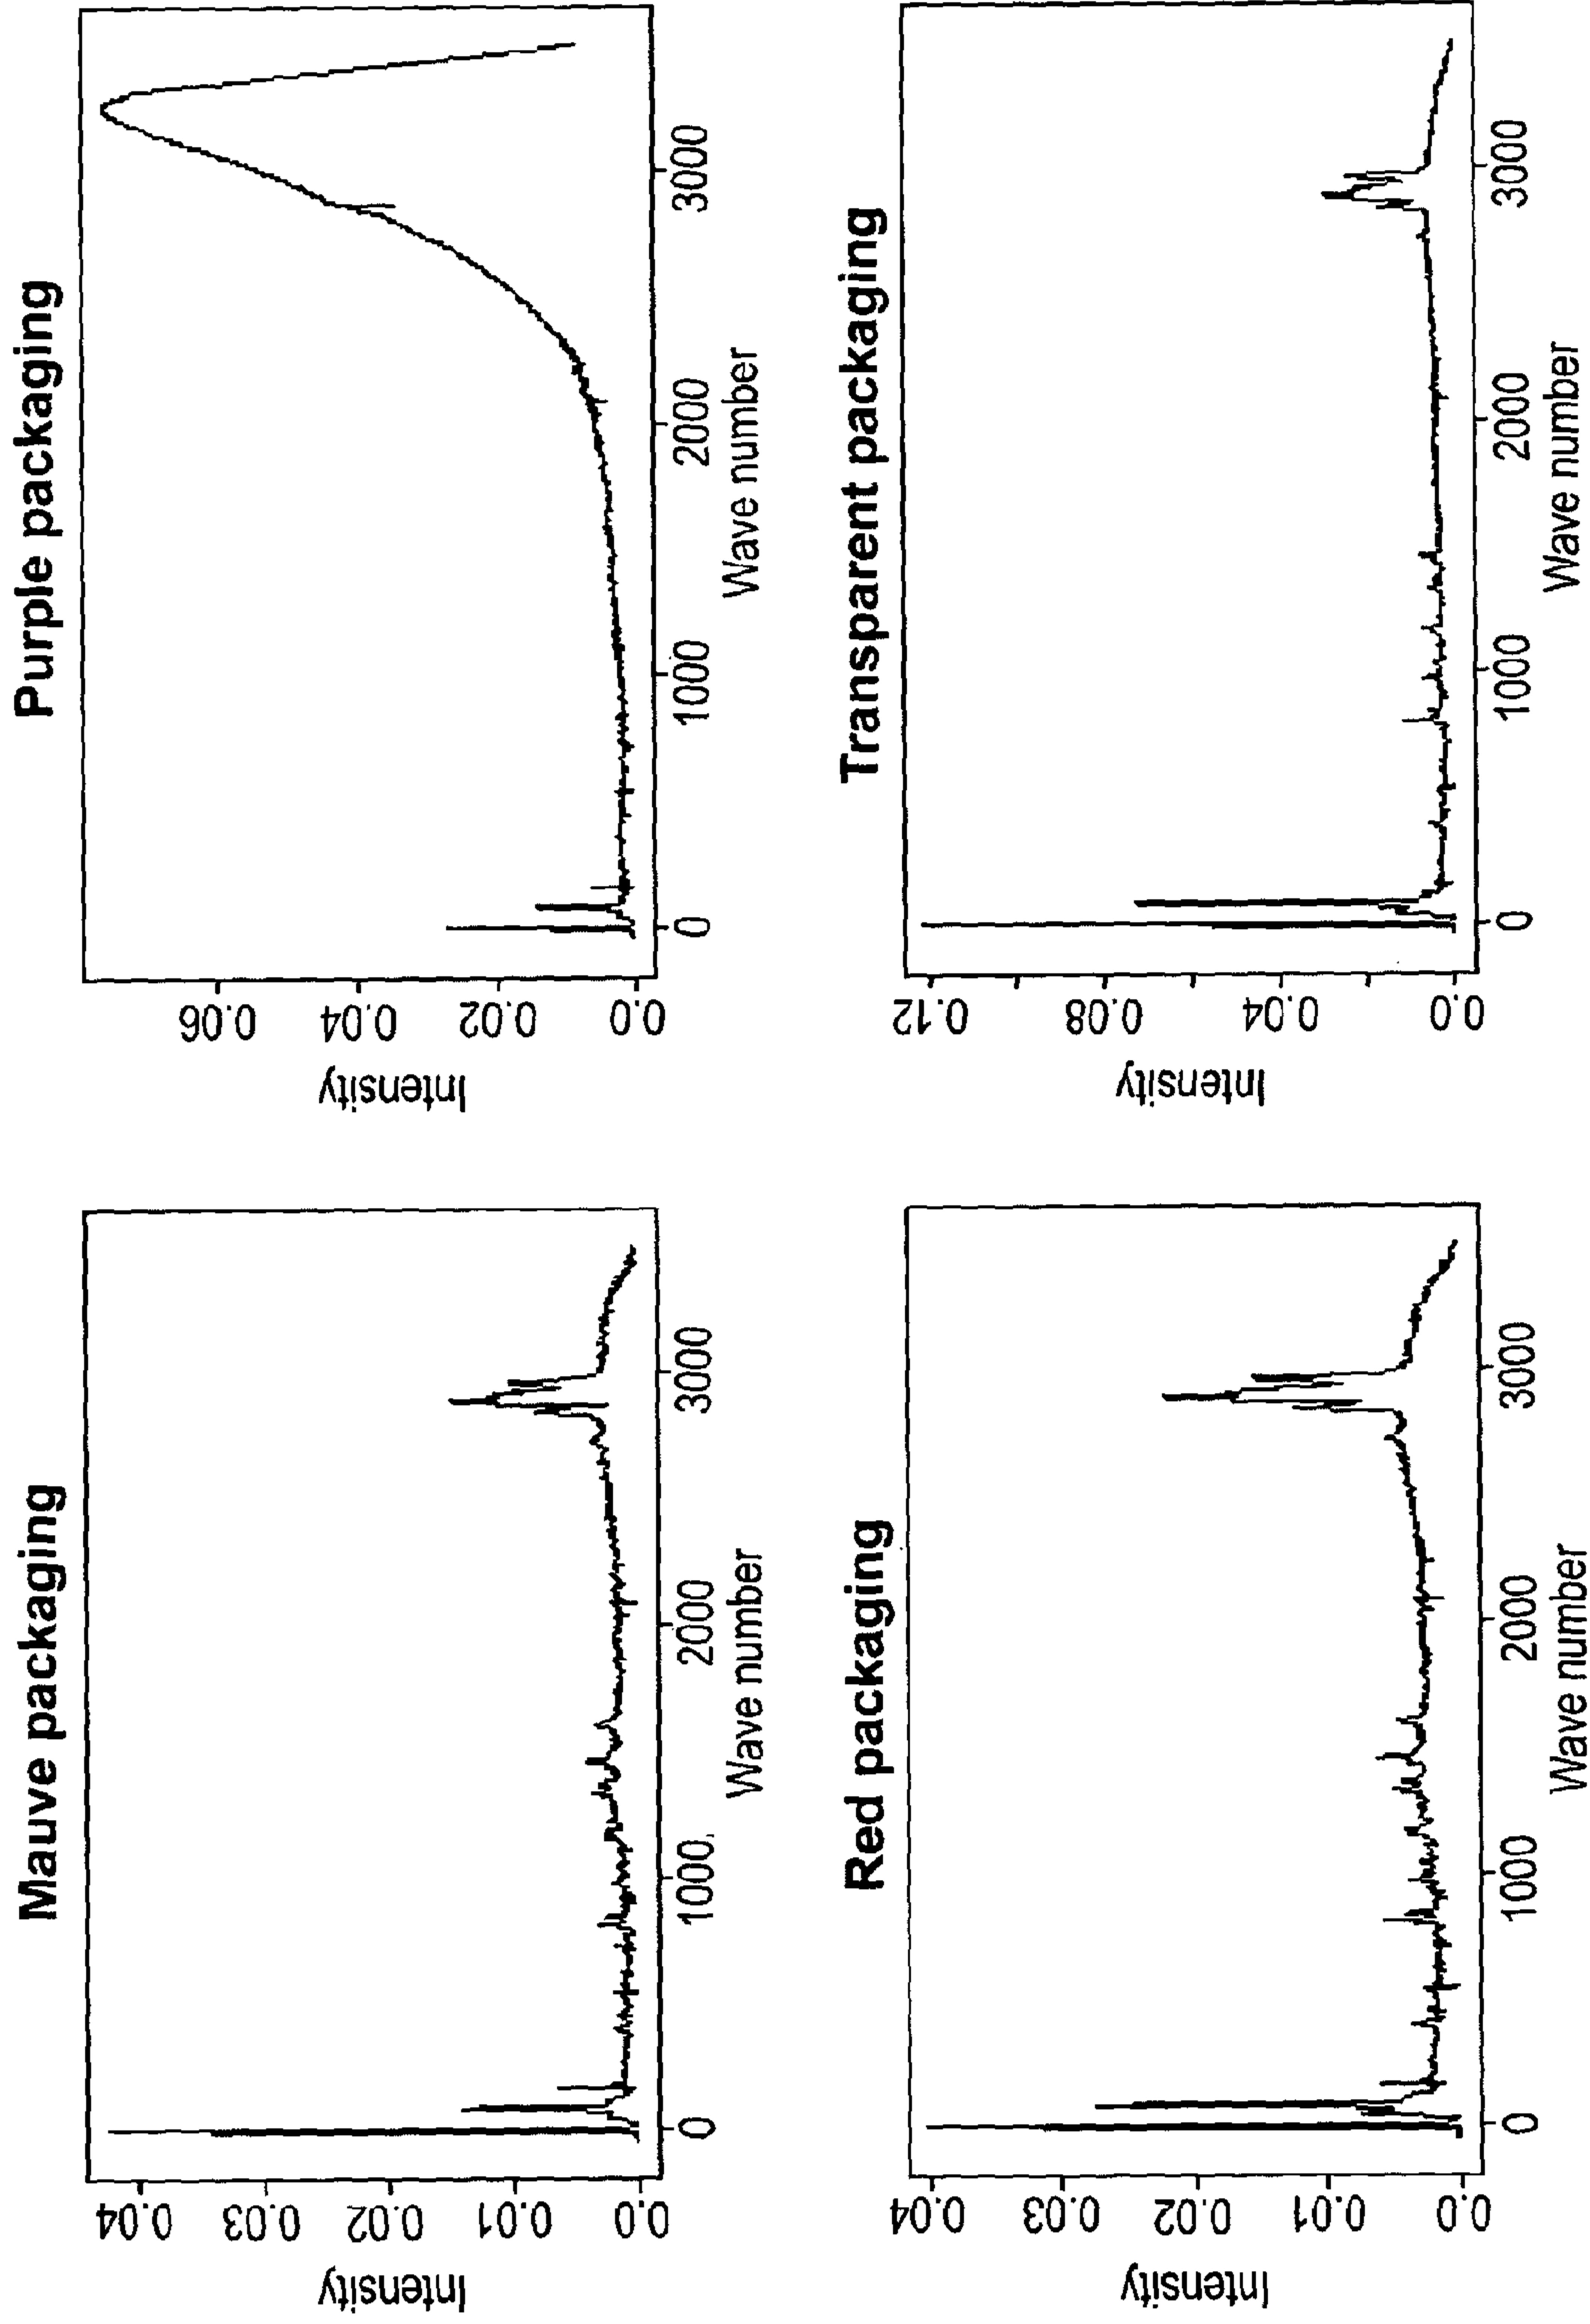 Mauve packaging
Intensity
0.04
0.03
0.02
0.01
0.0
0
1000
2000
3000
Wave number
Purple packaging
Intensity
0.06
0.04
0.02
0.0
0
1000
2000
3000
Wave number
Red packaging
Intensity
0.04
0.03
0.02
0.01
0.0
0
1000
2000
3000
Wave number
Transparent packaging
Intensity
0.12
0.08
0.04
0.0
0
1000
2000
3000
Wave number